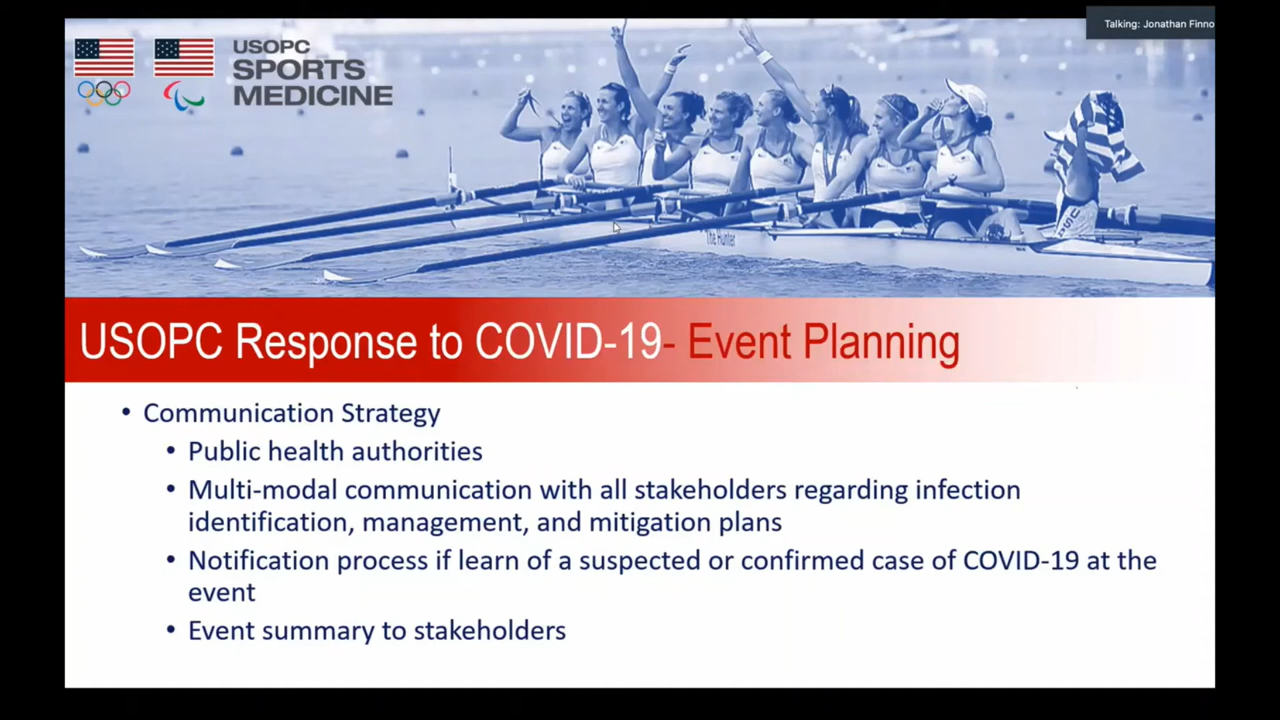 Talking: Jonathan Finno
USOPC
SPORTS
MEDICINE
The Hunter
USOPC Response to COVID-19- Event Planning
• Communication Strategy
• Public health authorities
• Multi-modal communication with all stakeholders regarding infection
identification, management, and mitigation plans
• Notification process if learn of a suspected or confirmed case of COVID-19 at the
event
• Event summary to stakeholders